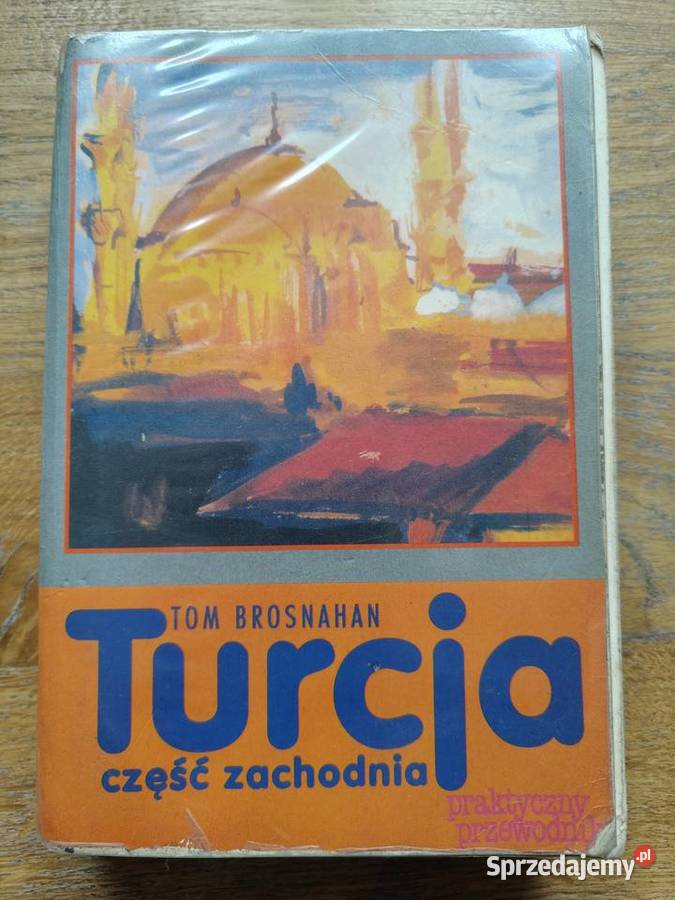 TOM BROSNAHAN
Turcja
część zachodnia
praktyczny
przewodnik
Sprzedajemy.pl